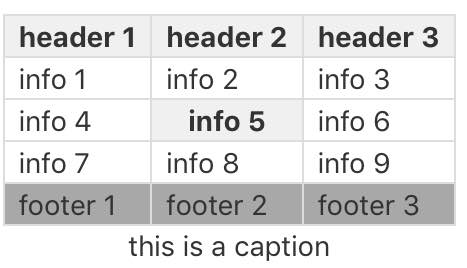 header 1 header 2 header 3
info 1 info 2 info 3
info 4 info 5 info 6
info 7 info 8 info 9
footer 1 footer 2 footer 3
this is a caption